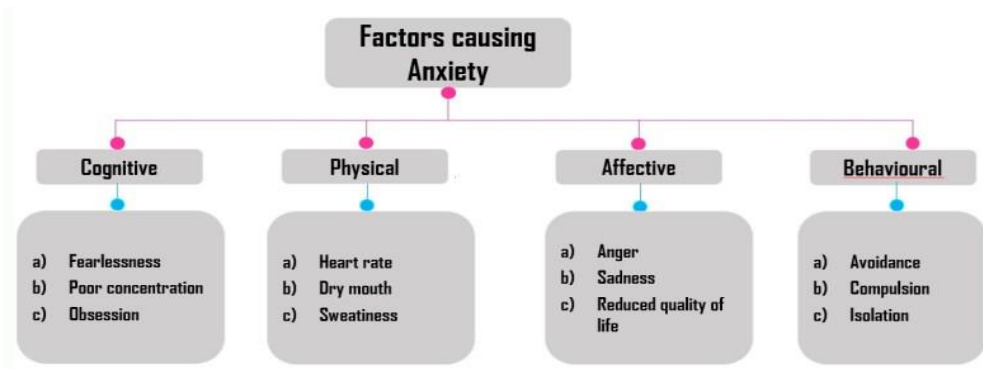 Factors causing
Anxiety
Cognitive
Physical
Affective
Behavioural
a) Fearlessness
b) Poor concentration
c) Obsession
a) Heart rate
b) Dry mouth
c) Sweatiness
a) Anger
b) Sadness
c) Reduced quality of
life
a) Avoidance
b) Compulsion
c) Isolation